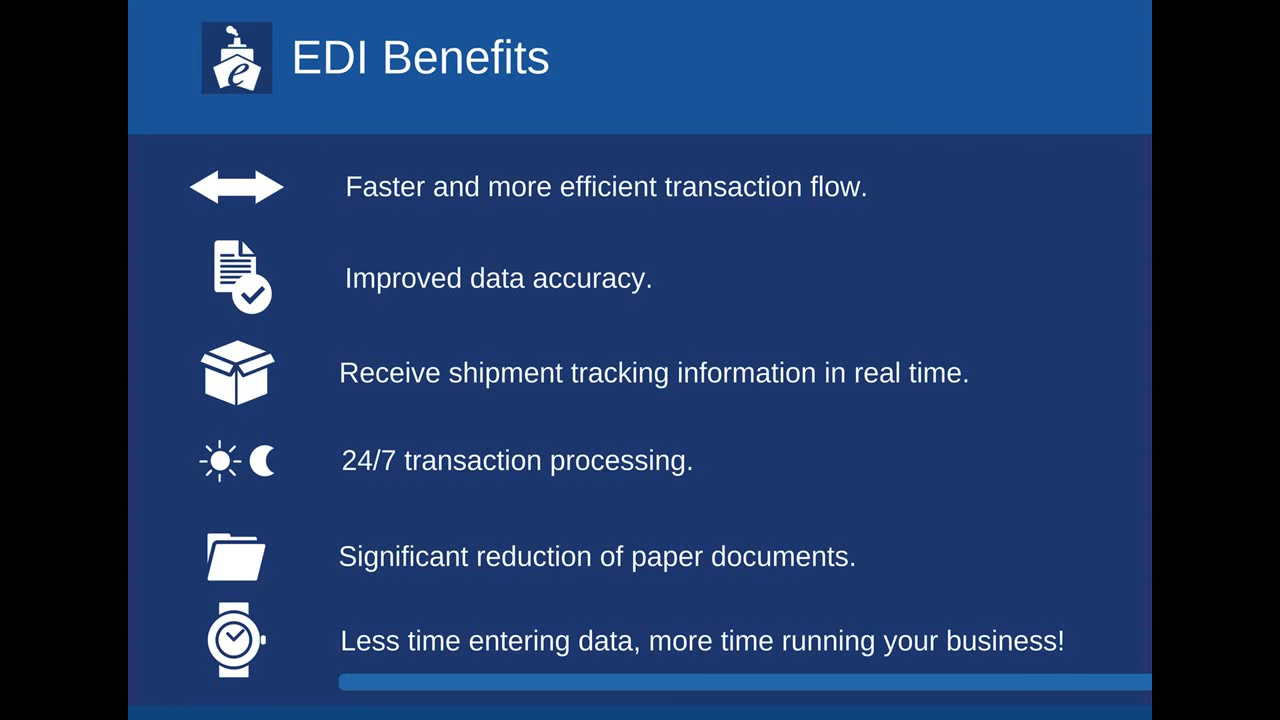 e
EDI Benefits
Faster and more efficient transaction flow.
Improved data accuracy.
Receive shipment tracking information in real time.
24/7 transaction processing.
Significant reduction of paper documents.
Less time entering data, more time running your business!